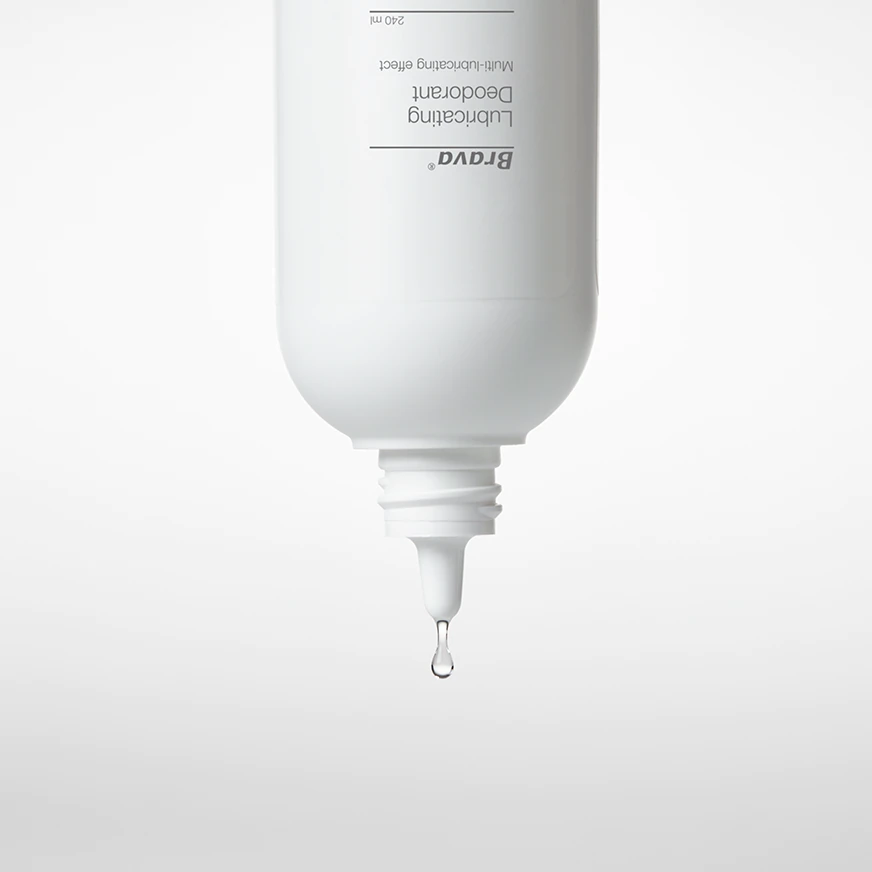 Brava®
Lubricating
Deodorant
Multi-lubricating effect
240 ml